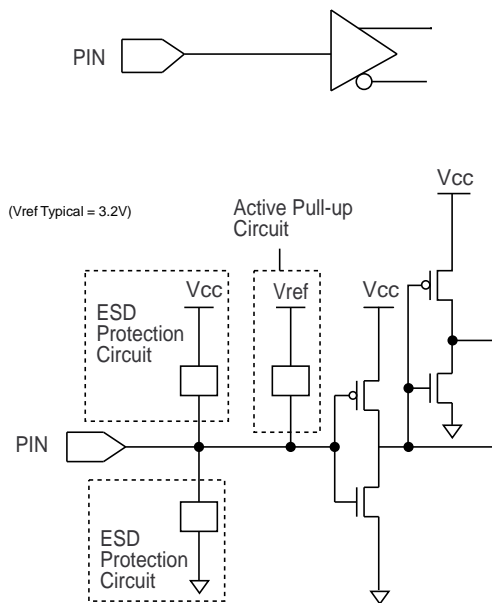 PIN
(Vref Typical = 3.2V)
Active Pull-up
Circuit
Vcc
ESD
Protection
Circuit
Vcc
Vref
Vcc
PIN
ESD
Protection
Circuit